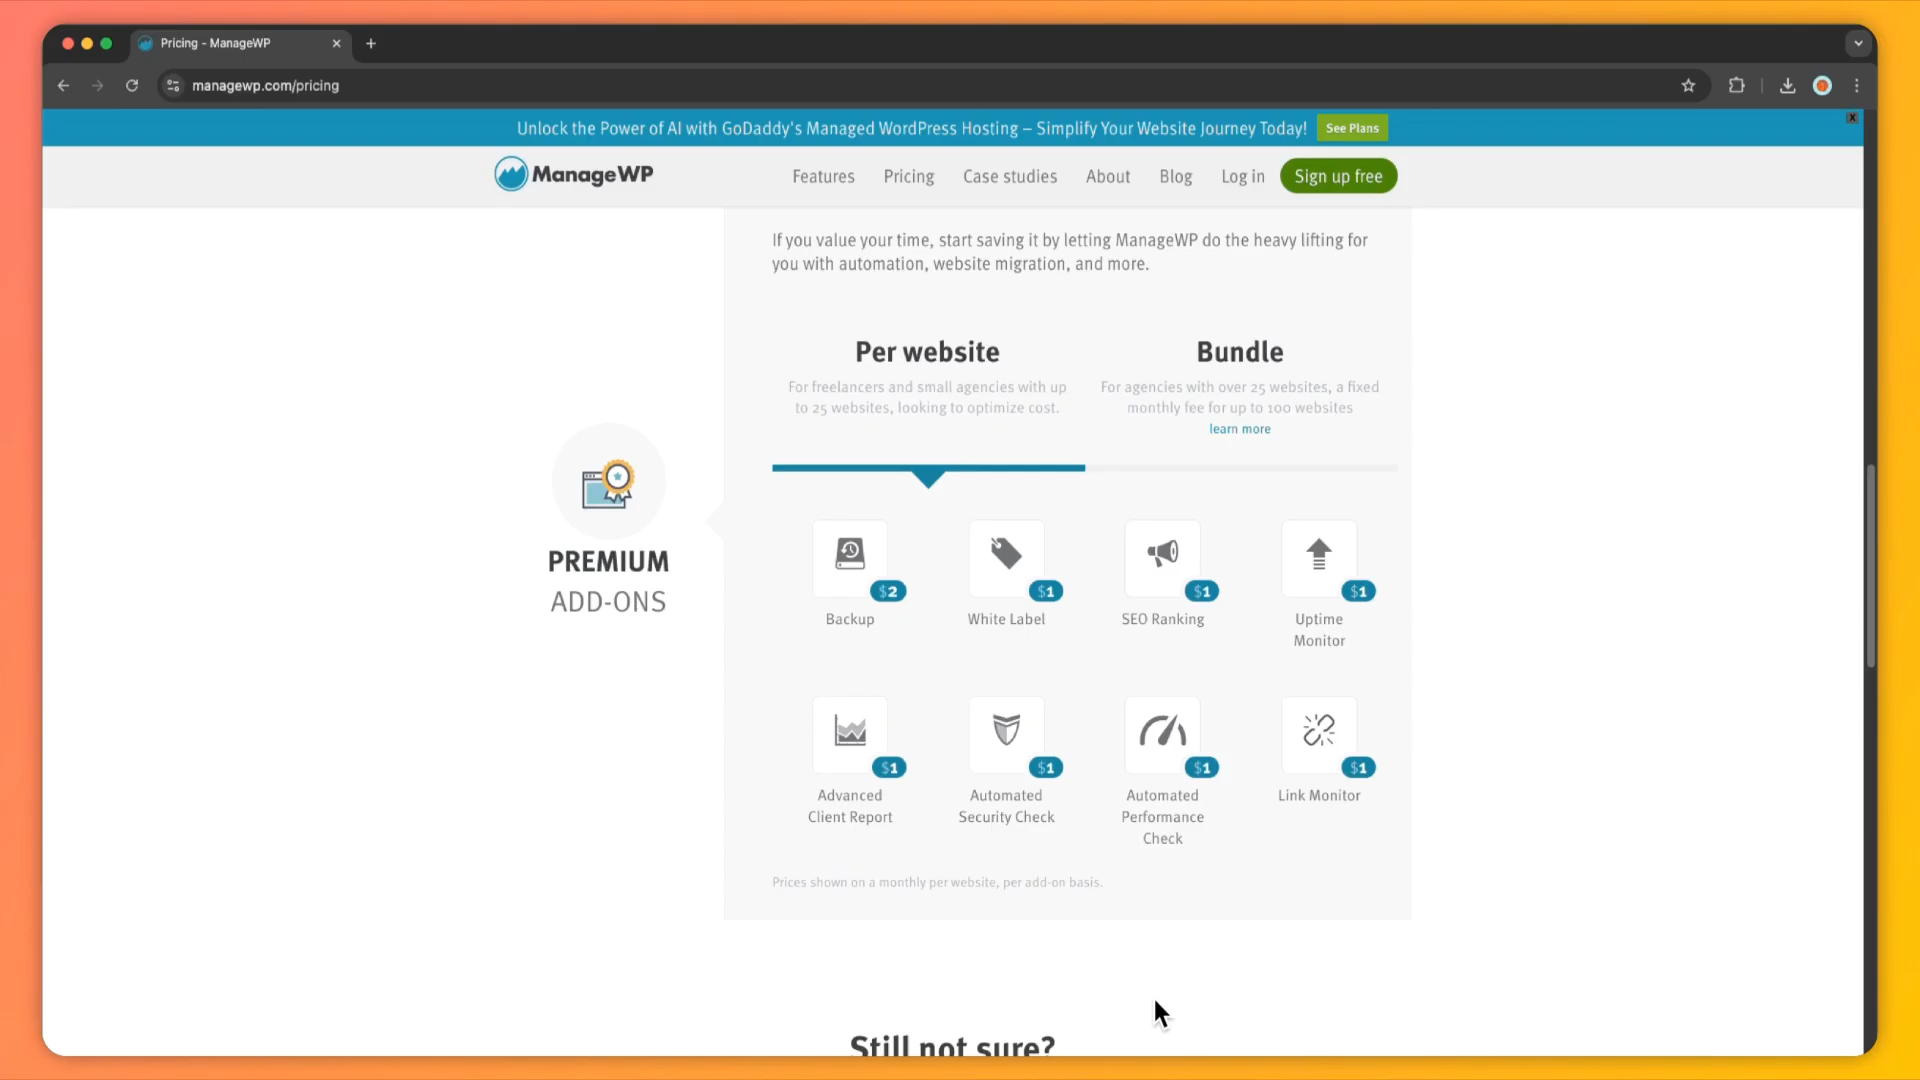 Pricing - ManageWP
managewp.com/pricing
Unlock the Power of AI with GoDaddy's Managed WordPress Hosting – Simplify Your Website Journey Today!
See Plans
X
ManageWP
Features
Pricing
Case studies
About
Blog
Log in
Sign up free
If you value your time, start saving it by letting ManageWP do the heavy lifting for
you with automation, website migration, and more.
Per website
For freelancers and small agencies with up
to 25 websites, looking to optimize cost.
Bundle
For agencies with over 25 websites, a fixed
monthly fee for up to 100 websites
learn more
PREMIUM
ADD-ONS
$2
Backup
$1
White Label
$1
SEO Ranking
$1
Uptime
Monitor
$1
Advanced
Client Report
$1
Automated
Security Check
$1
Automated
Performance
Check
$1
Link Monitor
Prices shown on a monthly per website, per add-on basis.
Still not sure?